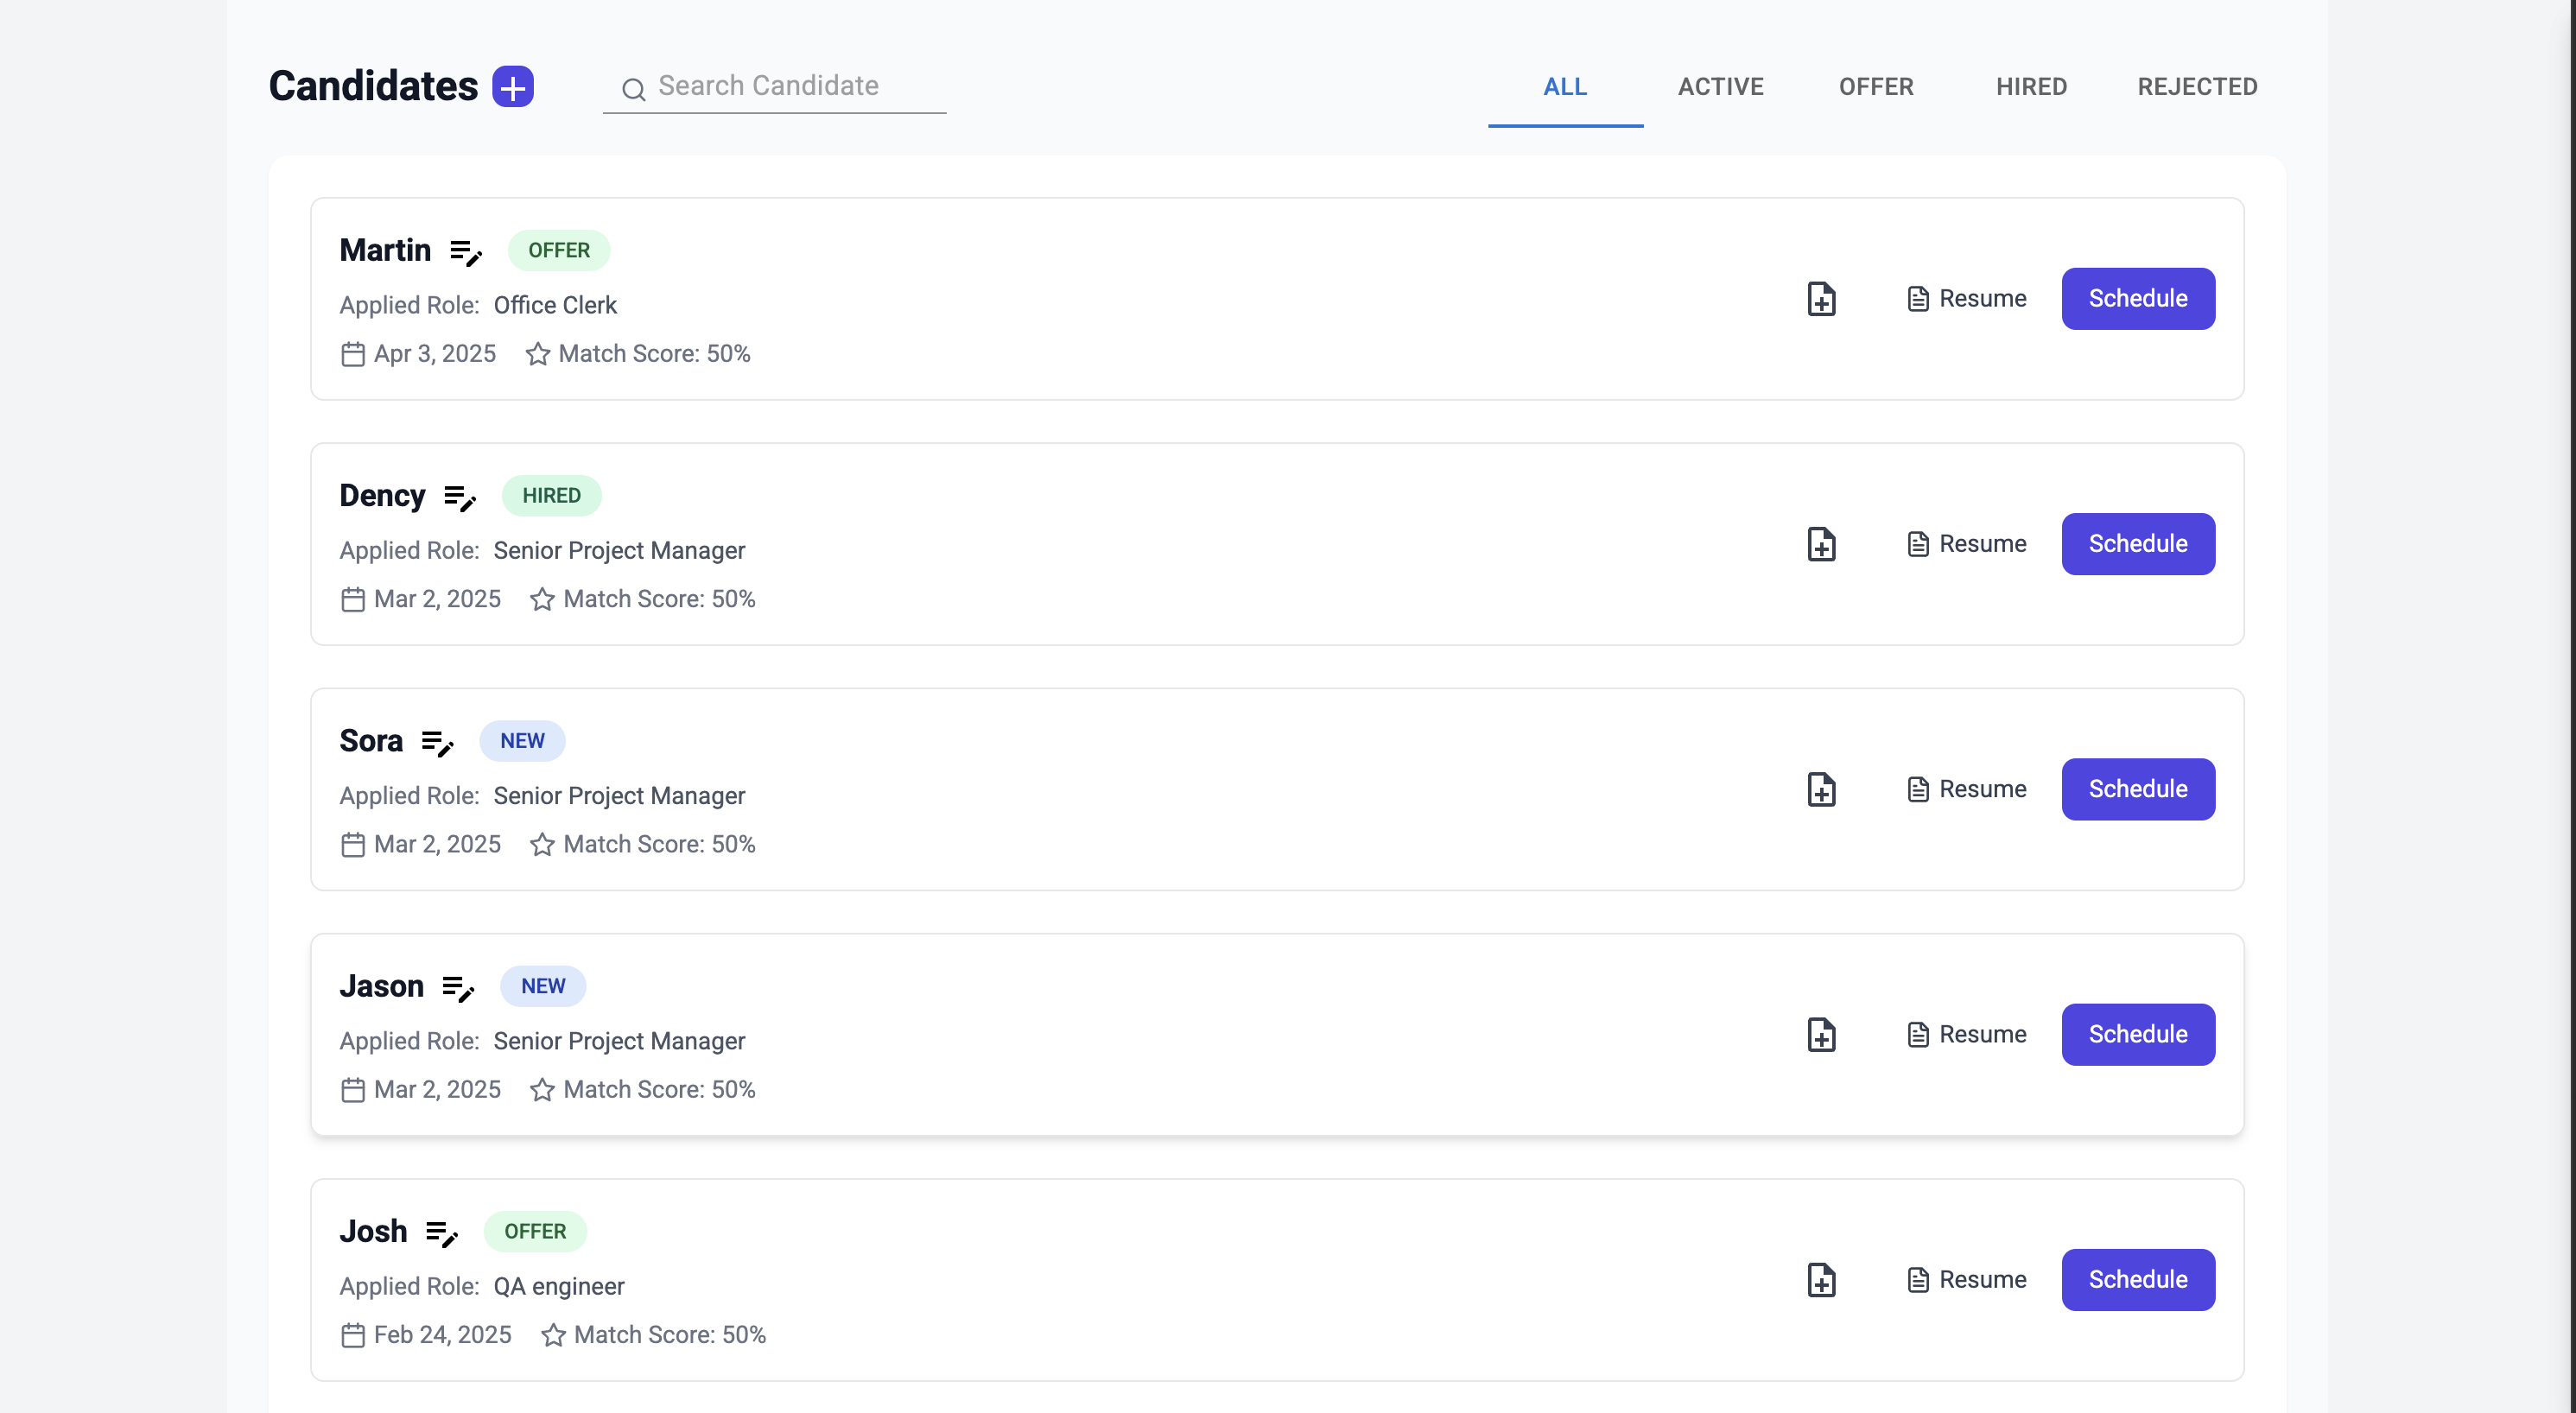 Candidates
Search Candidate
ALL ACTIVE OFFER HIRED REJECTED
Martin OFFER
Applied Role: Office Clerk
Apr 3, 2025 Match Score: 50%
Resume Schedule
Dency HIRED
Applied Role: Senior Project Manager
Mar 2, 2025 Match Score: 50%
Resume Schedule
Sora NEW
Applied Role: Senior Project Manager
Mar 2, 2025 Match Score: 50%
Resume Schedule
Jason NEW
Applied Role: Senior Project Manager
Mar 2, 2025 Match Score: 50%
Resume Schedule
Josh OFFER
Applied Role: QA engineer
Feb 24, 2025 Match Score: 50%
Resume Schedule